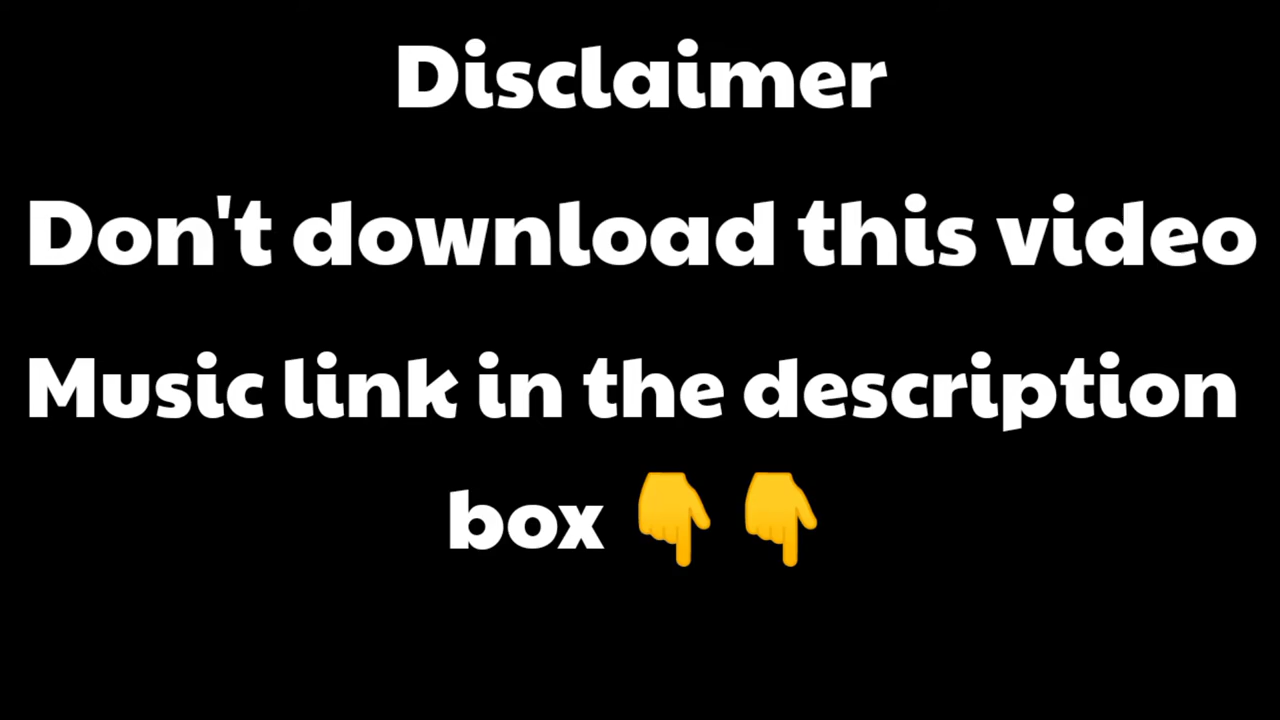 Disclaimer
Don't download this video
Music link in the description
box 👇👇